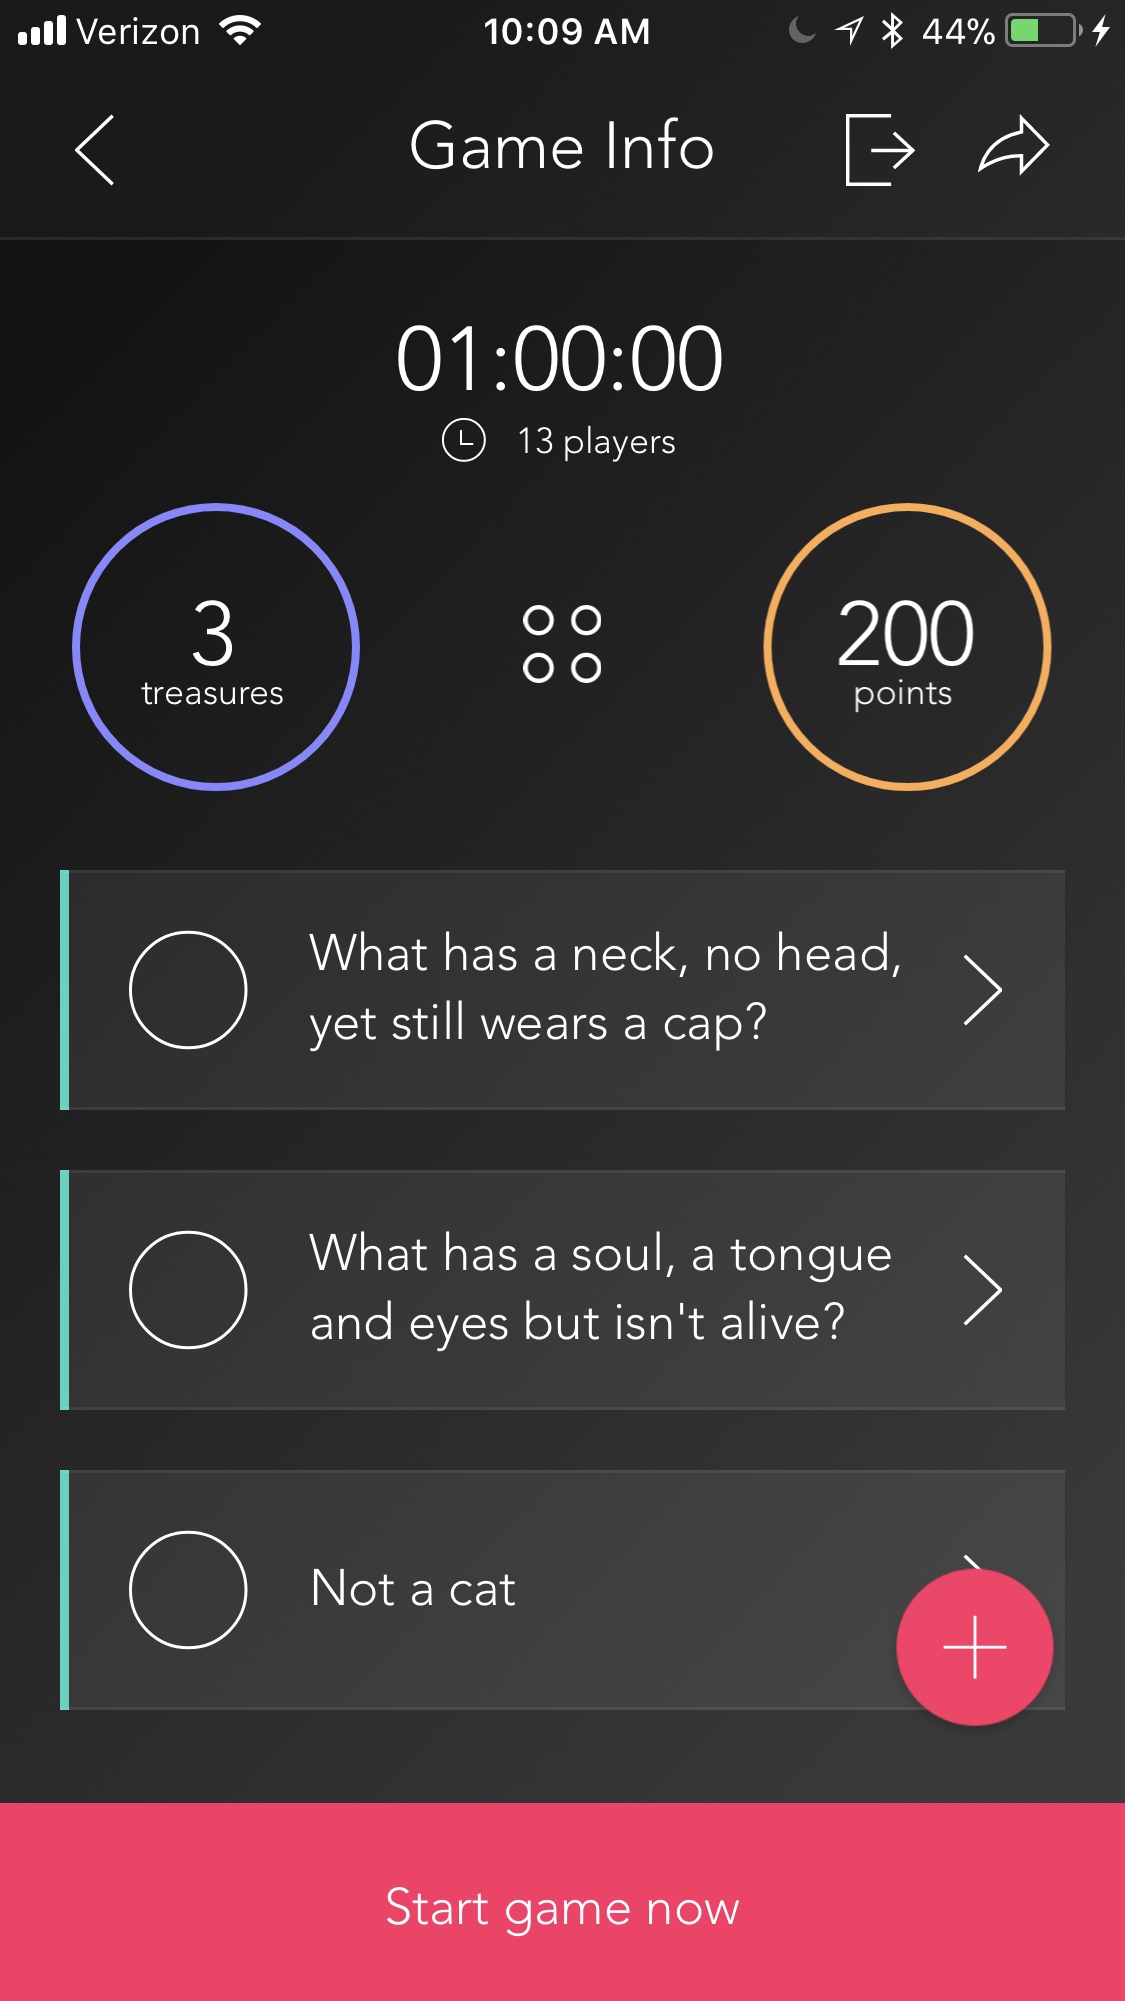 Verizon 10:09 AM 44%
Game Info
01:00:00
13 players
3
treasures
200
points
What has a neck, no head,
yet still wears a cap?
What has a soul, a tongue
and eyes but isn't alive?
Not a cat
Start game now